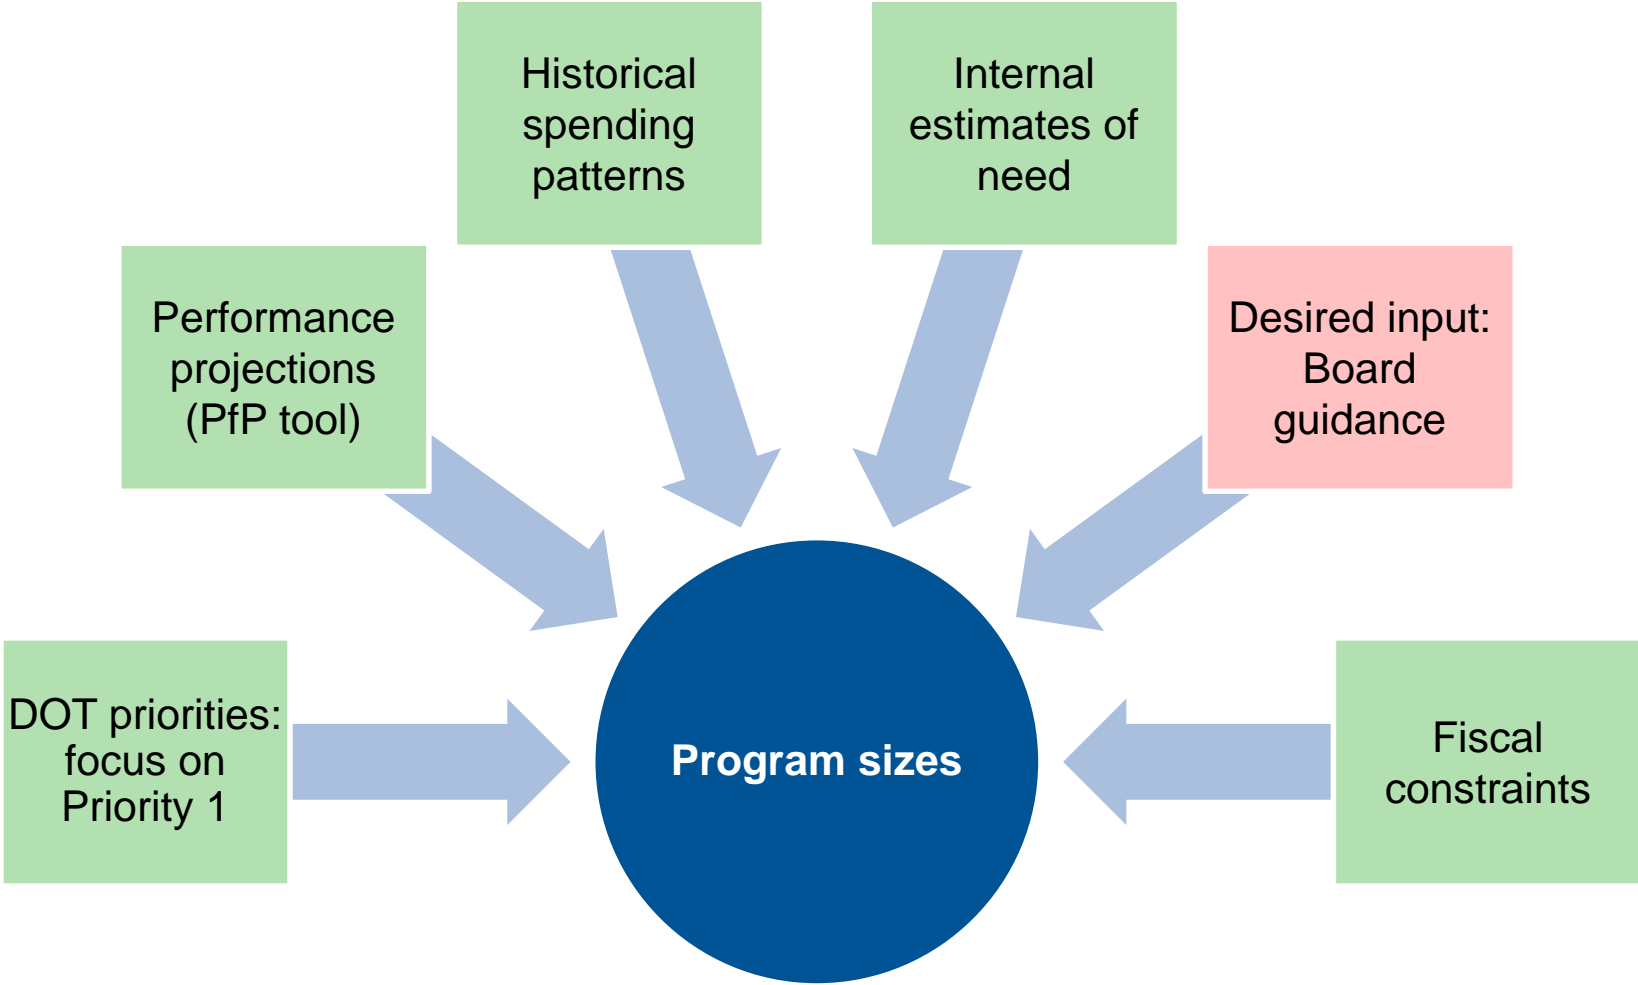 Historical
spending
patterns
Internal
estimates of
need
Performance
projections
(PfP tool)
Desired input:
Board
guidance
DOT priorities:
focus on
Priority 1
Program sizes
Fiscal
constraints